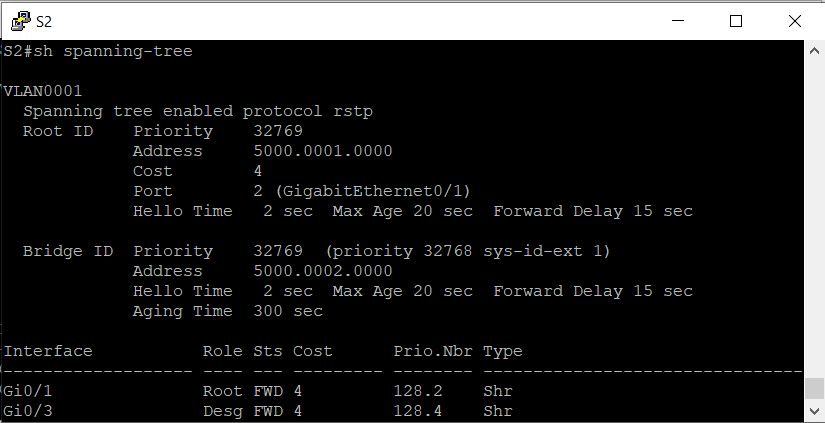 S2
S2#sh spanning-tree
VLAN0001
Spanning tree enabled protocol rstp
Root ID Priority 32769
Address 5000.0001.0000
Cost 4
Port 2 (GigabitEthernet0/1)
Hello Time 2 sec Max Age 20 sec Forward Delay 15 sec
Bridge ID Priority 32769 (priority 32768 sys-id-ext 1)
Address 5000.0002.0000
Hello Time 2 sec Max Age 20 sec Forward Delay 15 sec
Aging Time 300 sec
Interface Role Sts Cost Prio.Nbr Type
------------------- ---- --- --------- -------- --------------------------------
Gi0/1 Root FWD 4 128.2 Shr
Gi0/3 Desg FWD 4 128.4 Shr